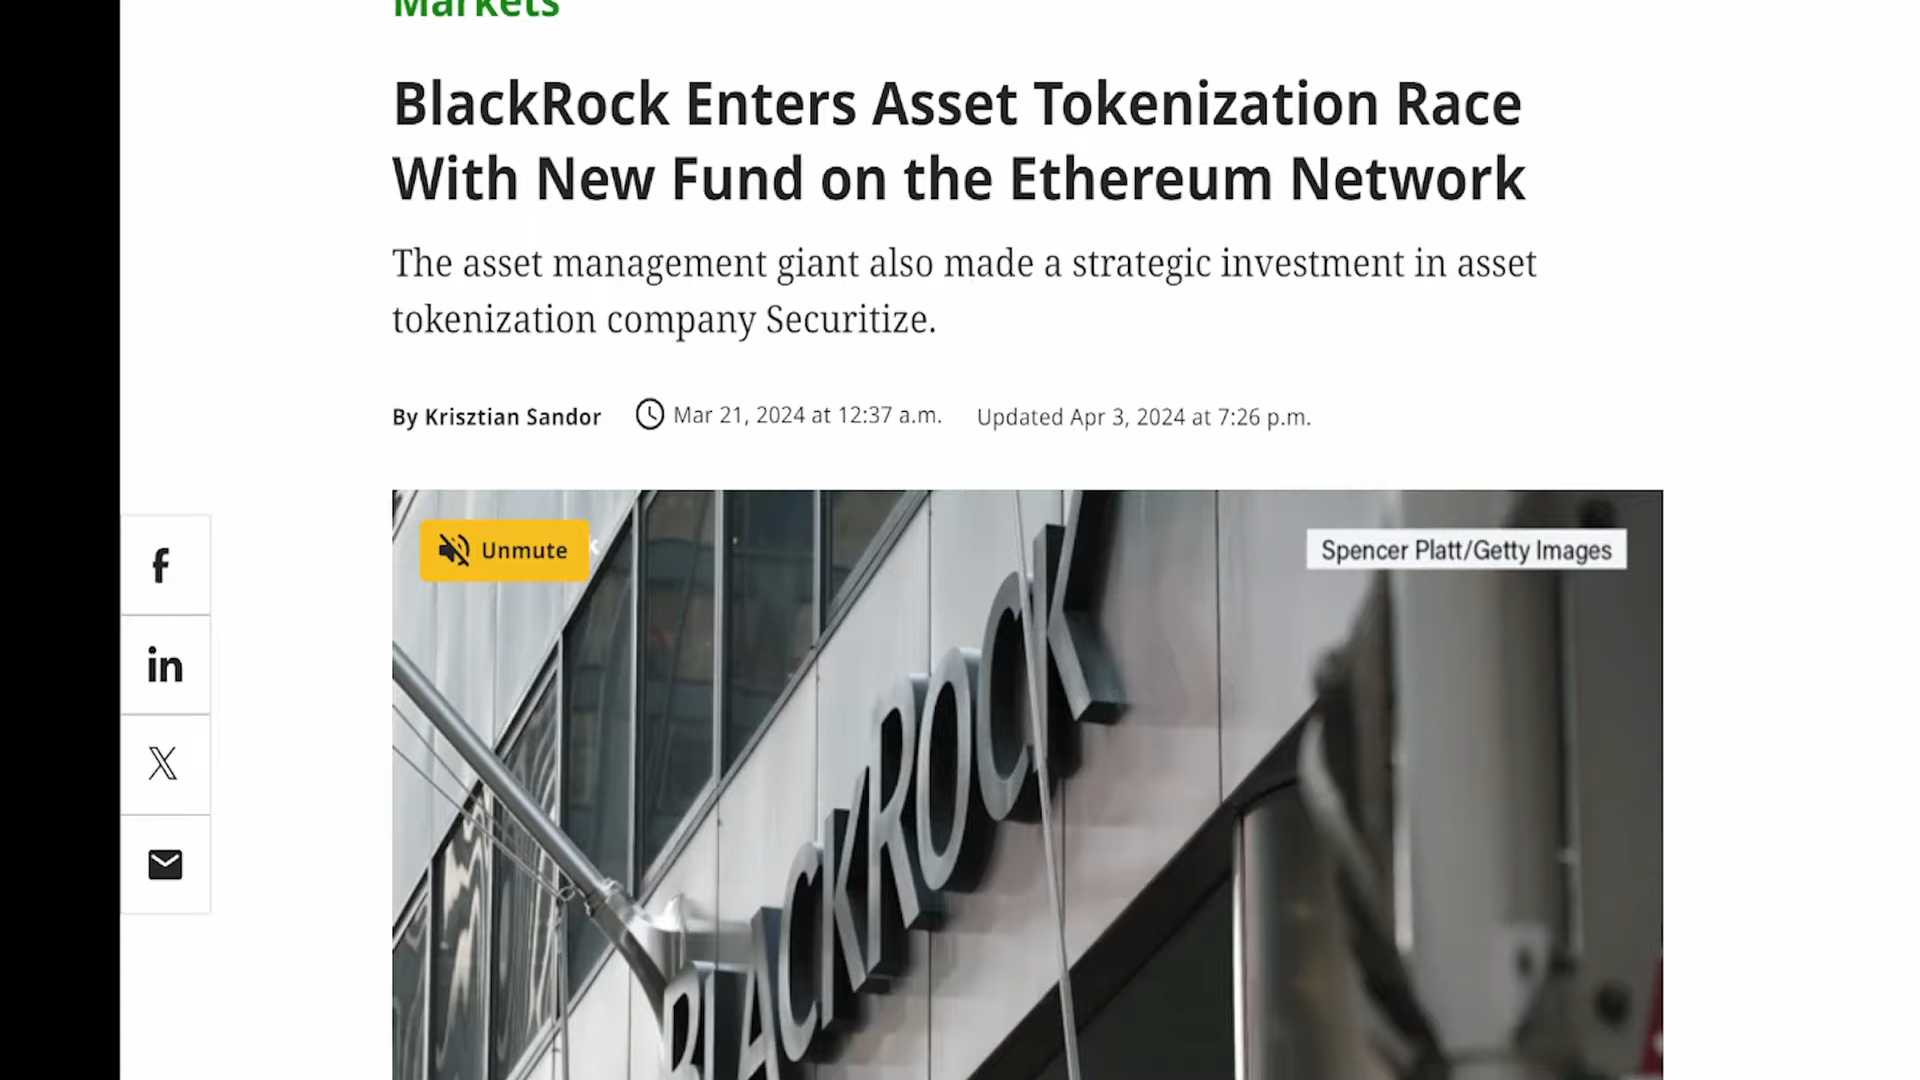 Markets
BlackRock Enters Asset Tokenization Race
With New Fund on the Ethereum Network
The asset management giant also made a strategic investment in asset
tokenization company Securitize.
By Krisztian Sandor Mar 21, 2024 at 12:37 a.m. Updated Apr 3, 2024 at 7:26 p.m.
Unmute
Spencer Platt/Getty Images
f
in
X
BLACKROCK